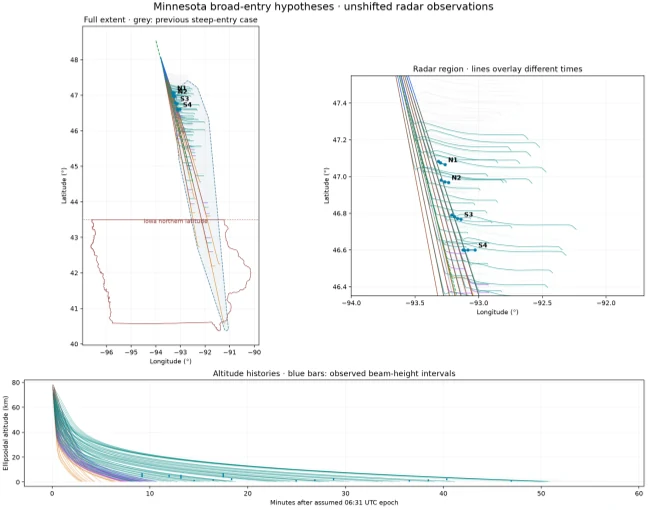 Minnesota broad-entry hypotheses · unshifted radar observations
Full extent · grey: previous steep-entry case
48
47
46
45
44
43
42
41
40
−96
−95
−94
−93
−92
−91
−90
Latitude (°)
Longitude (°)
N1
N2
S3
S4
Iowa northern latitude
Radar region · lines overlay different times
47.4
47.2
47.0
46.8
46.6
46.4
−94.0
−93.5
−93.0
−92.5
−92.0
Latitude (°)
Longitude (°)
N1
N2
S3
S4
Altitude histories · blue bars: observed beam-height intervals
80
60
40
20
0
0
10
20
30
40
50
60
Ellipsoidal altitude (km)
Minutes after assumed 06:31 UTC epoch